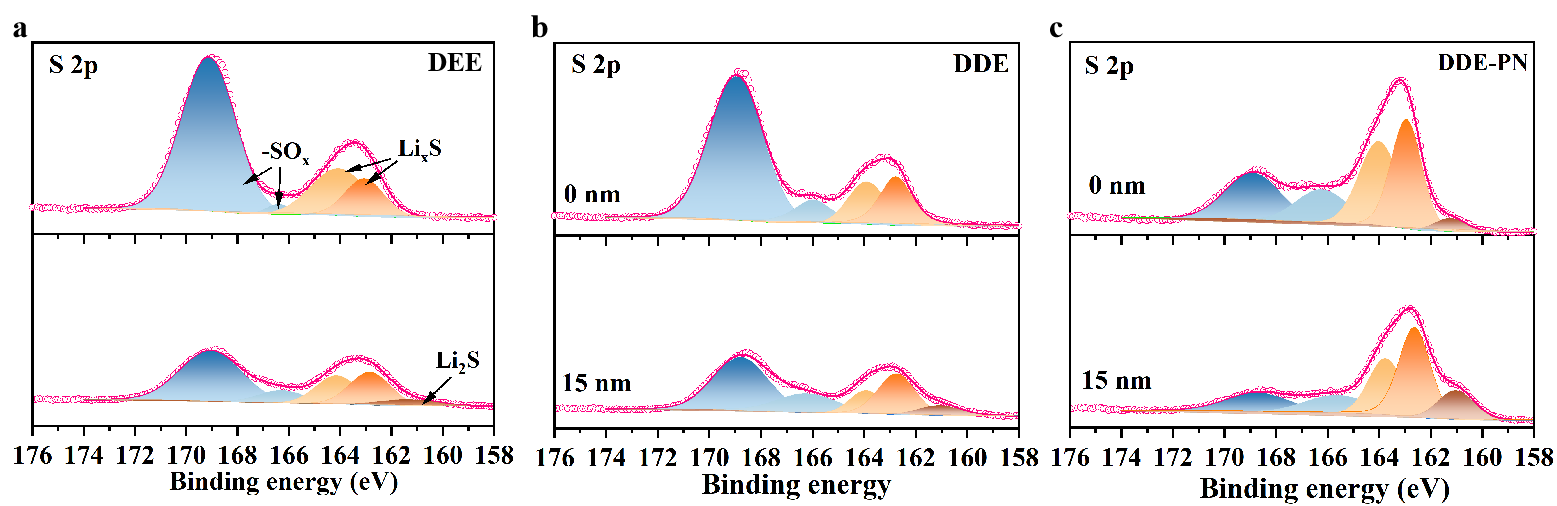 a
S 2p
DEE
-SOx
LixS
Li2S
176 174 172 170 168 166 164 162 160 158
Binding energy (eV)
b
S 2p
DDE
0 nm
15 nm
176 174 172 170 168 166 164 162 160 158
Binding energy
c
S 2p
DDE-PN
0 nm
15 nm
176 174 172 170 168 166 164 162 160 158
Binding energy (eV)